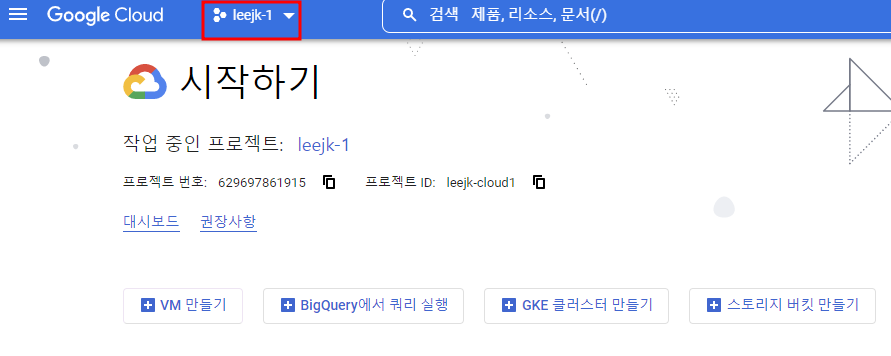 Google Cloud leejk-1 검색 제품, 리소스, 문서(/)
시작하기
작업 중인 프로젝트: leejk-1
프로젝트 번호: 629697861915 프로젝트 ID: leejk-cloud1
대시보드 권장사항
VM 만들기 BigQuery에서 쿼리 실행 GKE 클러스터 만들기 스토리지 버킷 만들기